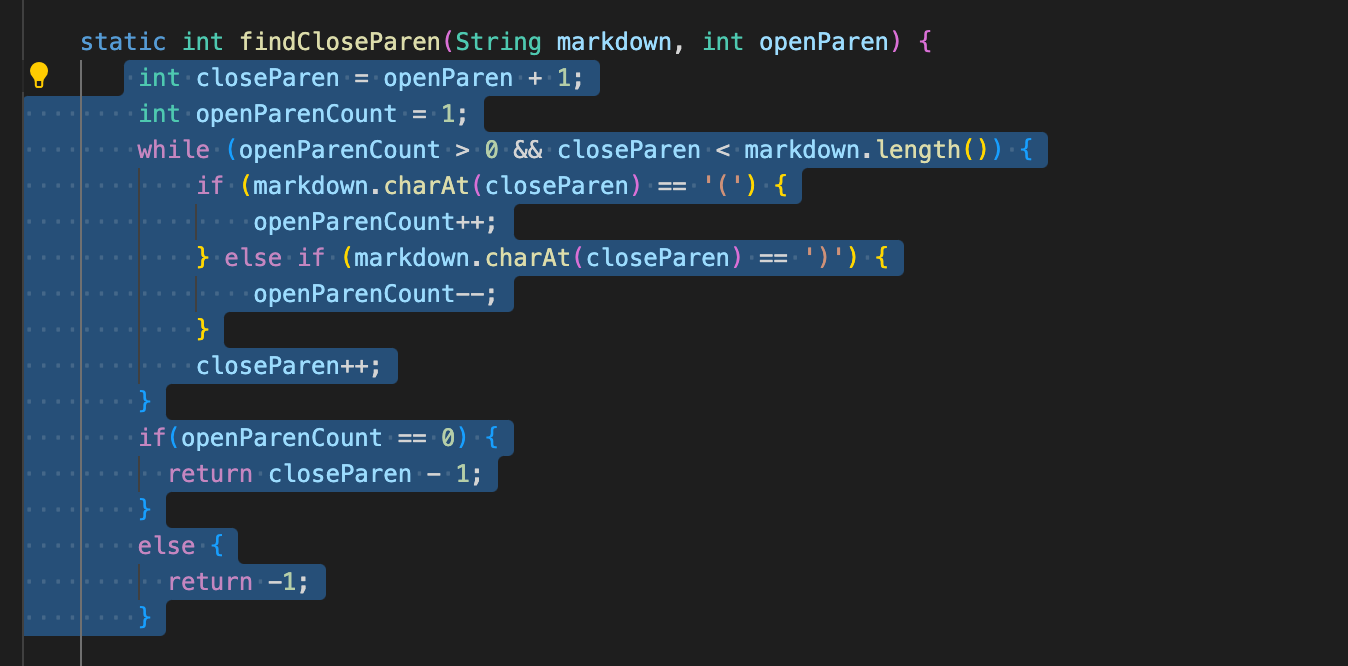 static int findCloseParen(String markdown, int openParen) {
int closeParen = openParen + 1;
int openParenCount = 1;
while (openParenCount > 0 && closeParen < markdown.length()) {
if (markdown.charAt(closeParen) == '(') {
openParenCount++;
} else if (markdown.charAt(closeParen) == ')') {
openParenCount--;
}
closeParen++;
}
if(openParenCount == 0) {
return closeParen - 1;
}
else {
return -1;
}